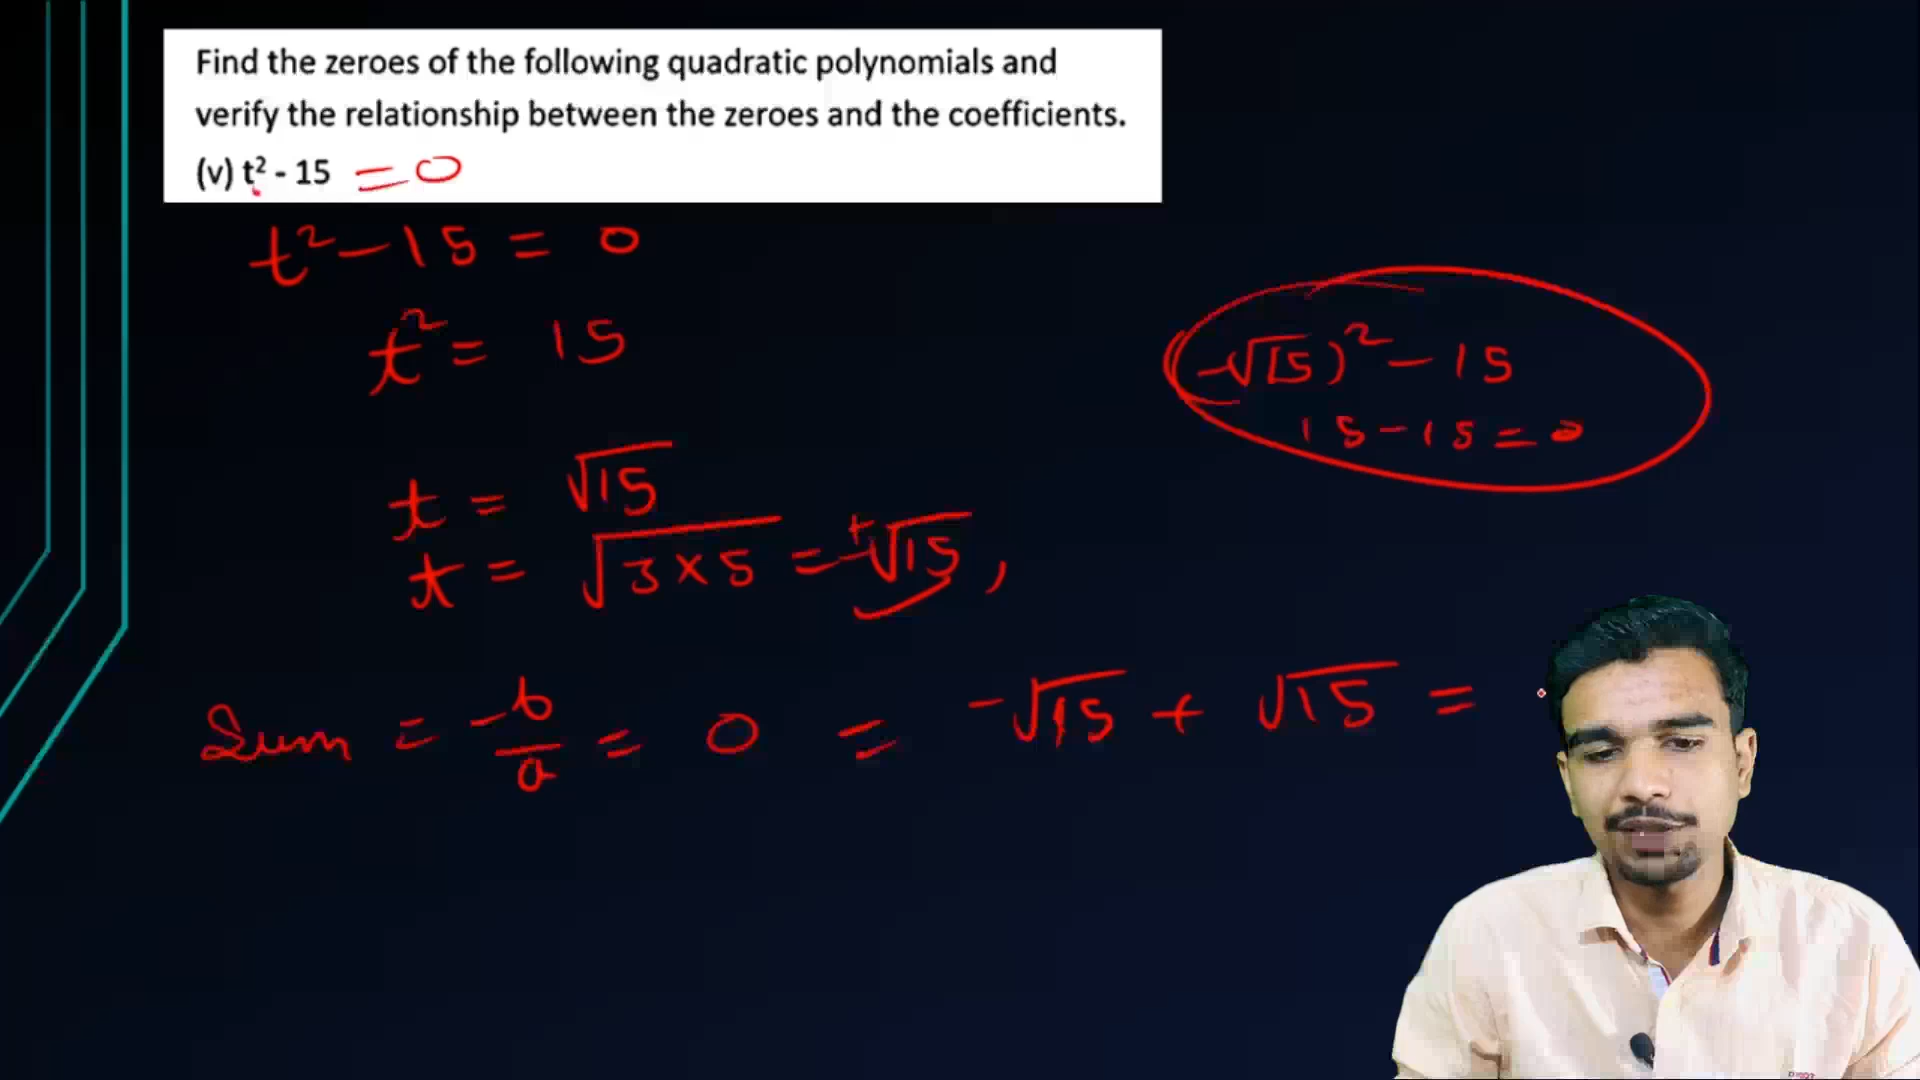 Find the zeroes of the following quadratic polynomials and
verify the relationship between the zeroes and the coefficients.
(v) t² - 15 = 0
t² - 15 = 0
t² = 15
-√15)² - 15
15 - 15 = 0
t = √15
t = √3×5 = ±√15 ,
Sum = -b/a = 0 = -√15 + √15 =